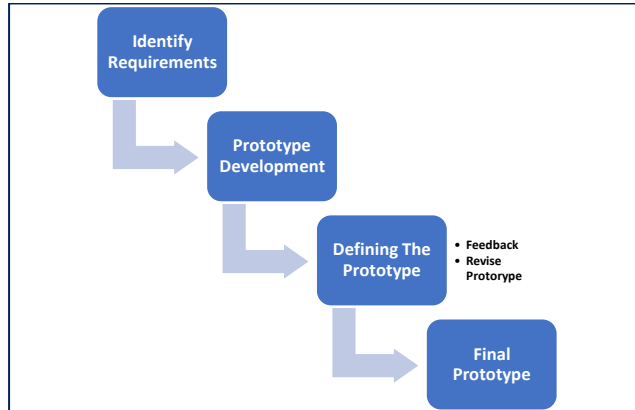 Identify
Requirements
Prototype
Development
Defining The
Prototype
• Feedback
• Revise
Protorype
Final
Prototype